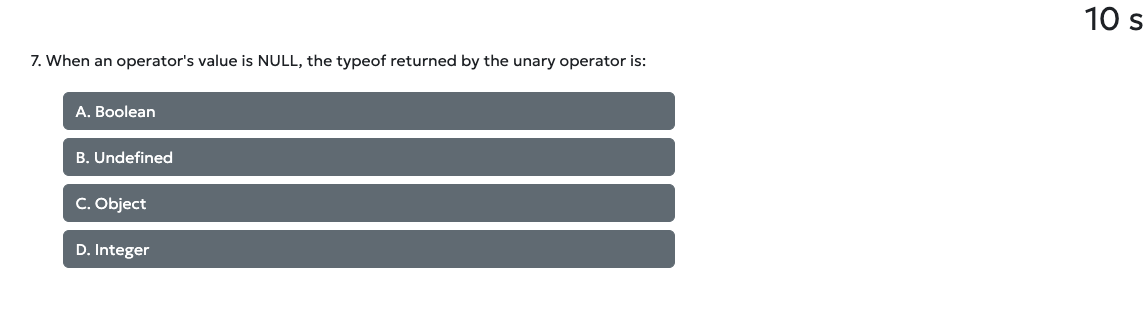 10 s
7. When an operator's value is NULL, the typeof returned by the unary operator is:
A. Boolean
B. Undefined
C. Object
D. Integer